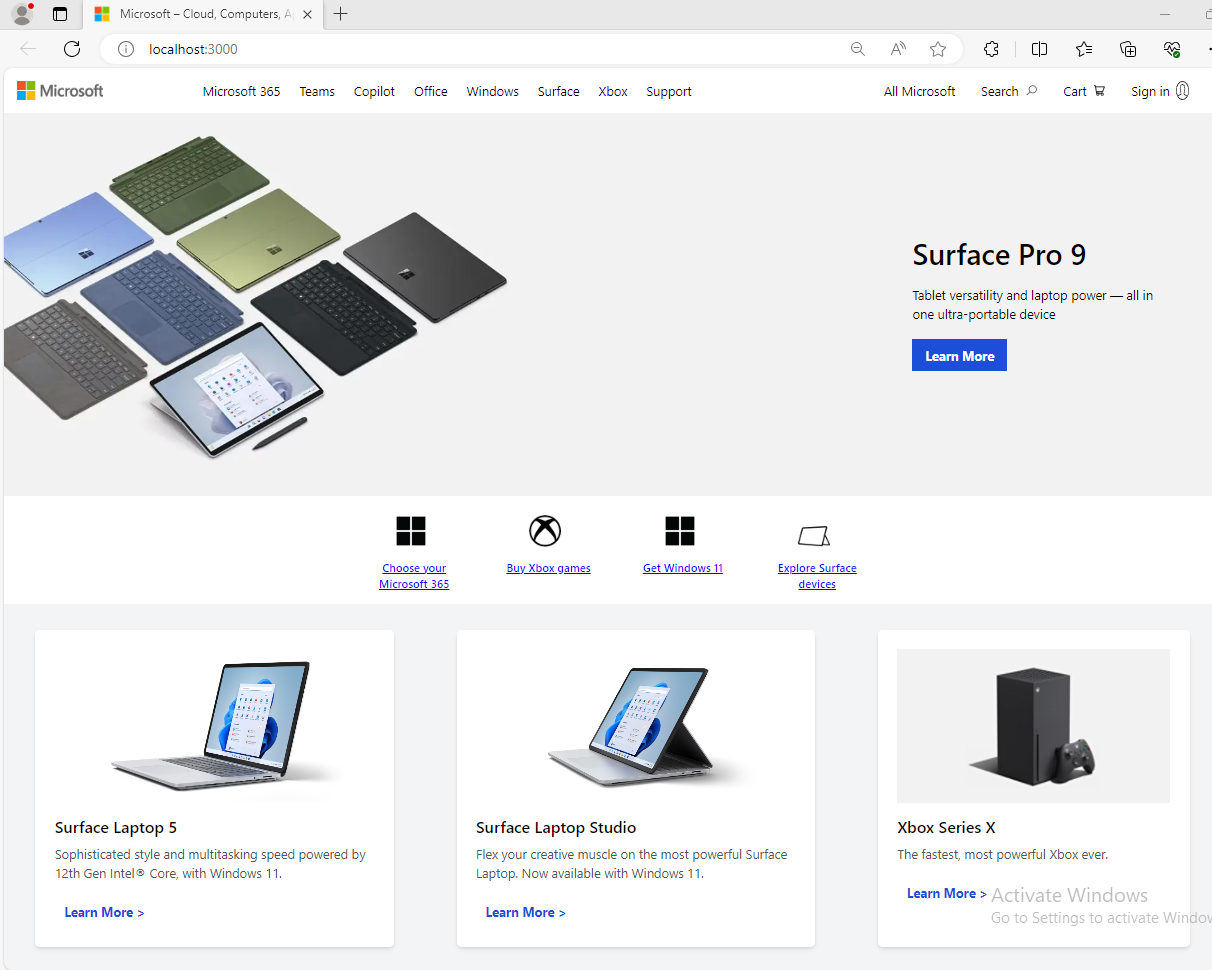 Microsoft – Cloud, Computers, A
localhost:3000
Microsoft
Microsoft 365 Teams Copilot Office Windows Surface Xbox Support
All Microsoft Search Cart Sign in
Surface Pro 9
Tablet versatility and laptop power — all in
one ultra-portable device
Learn More
Choose your
Microsoft 365
Buy Xbox games
Get Windows 11
Explore Surface
devices
Surface Laptop 5
Sophisticated style and multitasking speed powered by
12th Gen Intel® Core, with Windows 11.
Learn More >
Surface Laptop Studio
Flex your creative muscle on the most powerful Surface
Laptop. Now available with Windows 11.
Learn More >
Xbox Series X
The fastest, most powerful Xbox ever.
Learn More >
Activate Windows
Go to Settings to activate Window